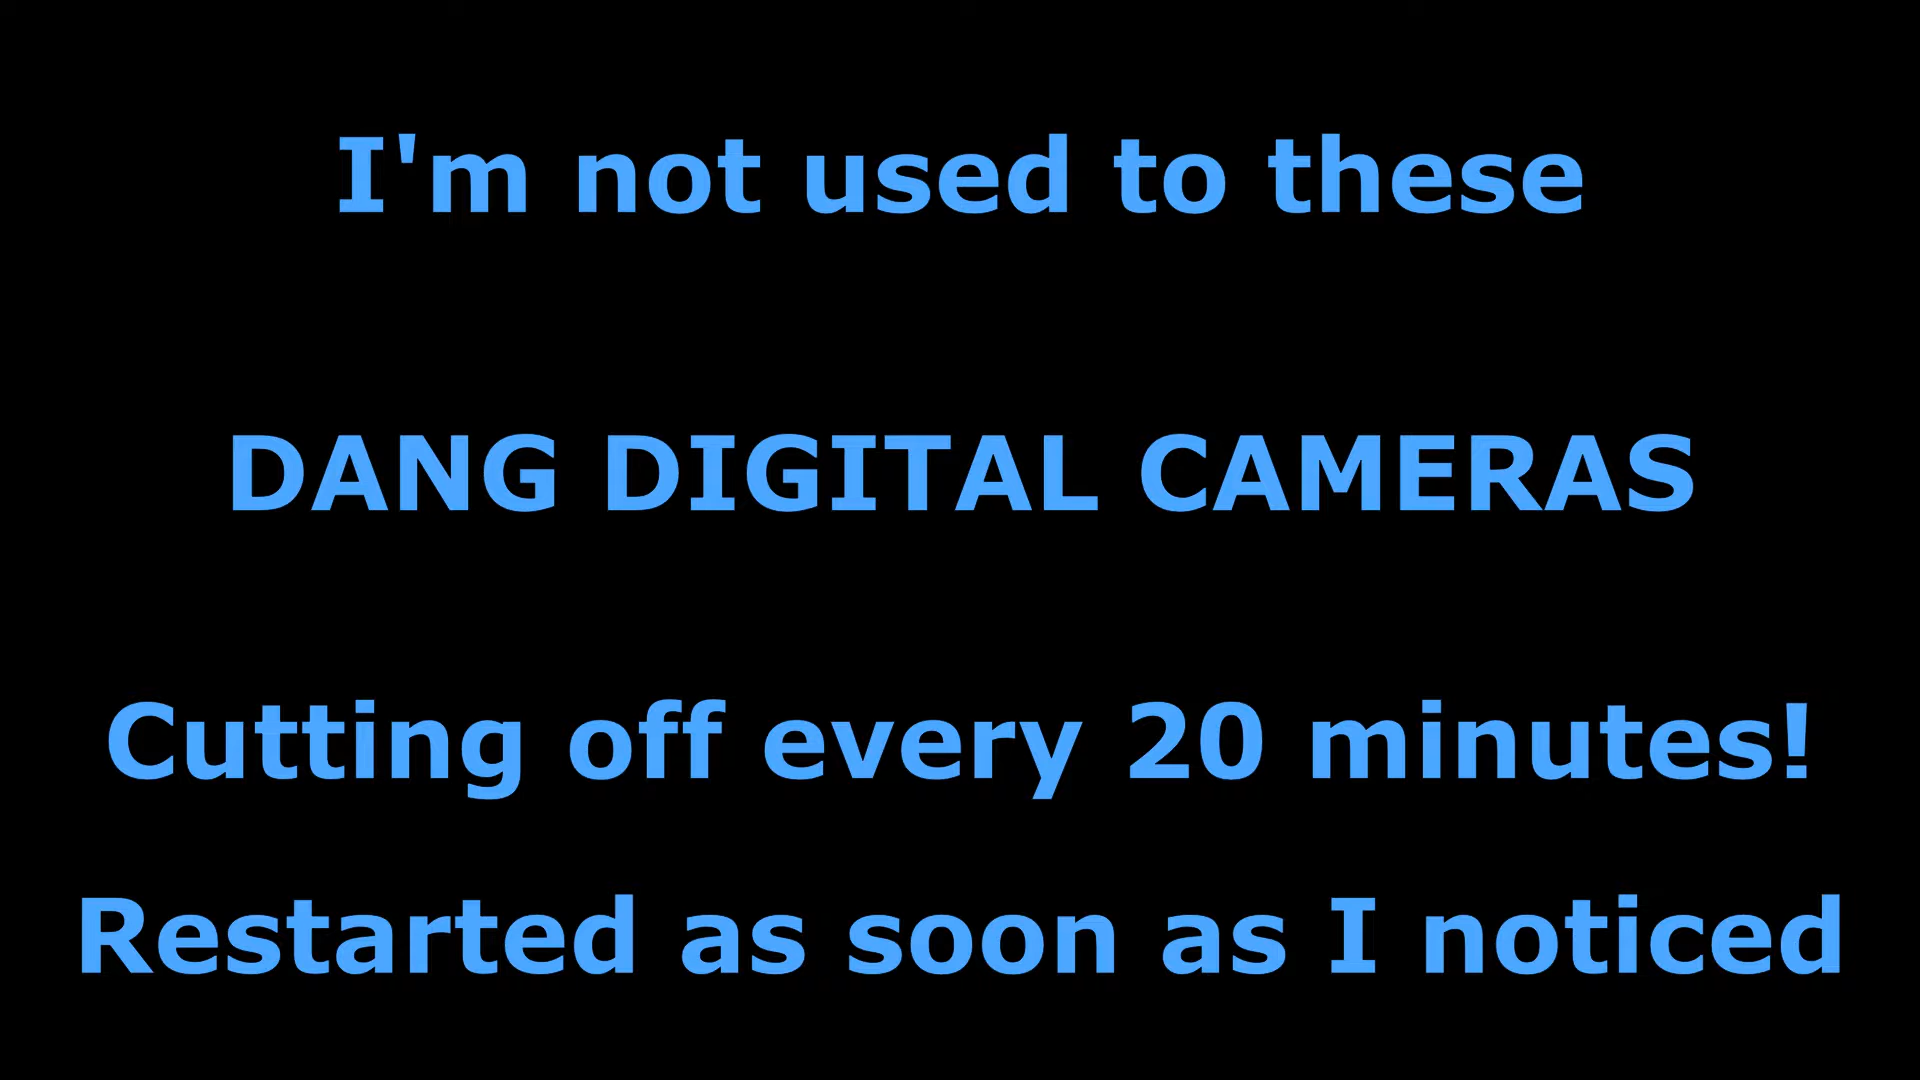 I'm not used to these
DANG DIGITAL CAMERAS
Cutting off every 20 minutes!
Restarted as soon as I noticed